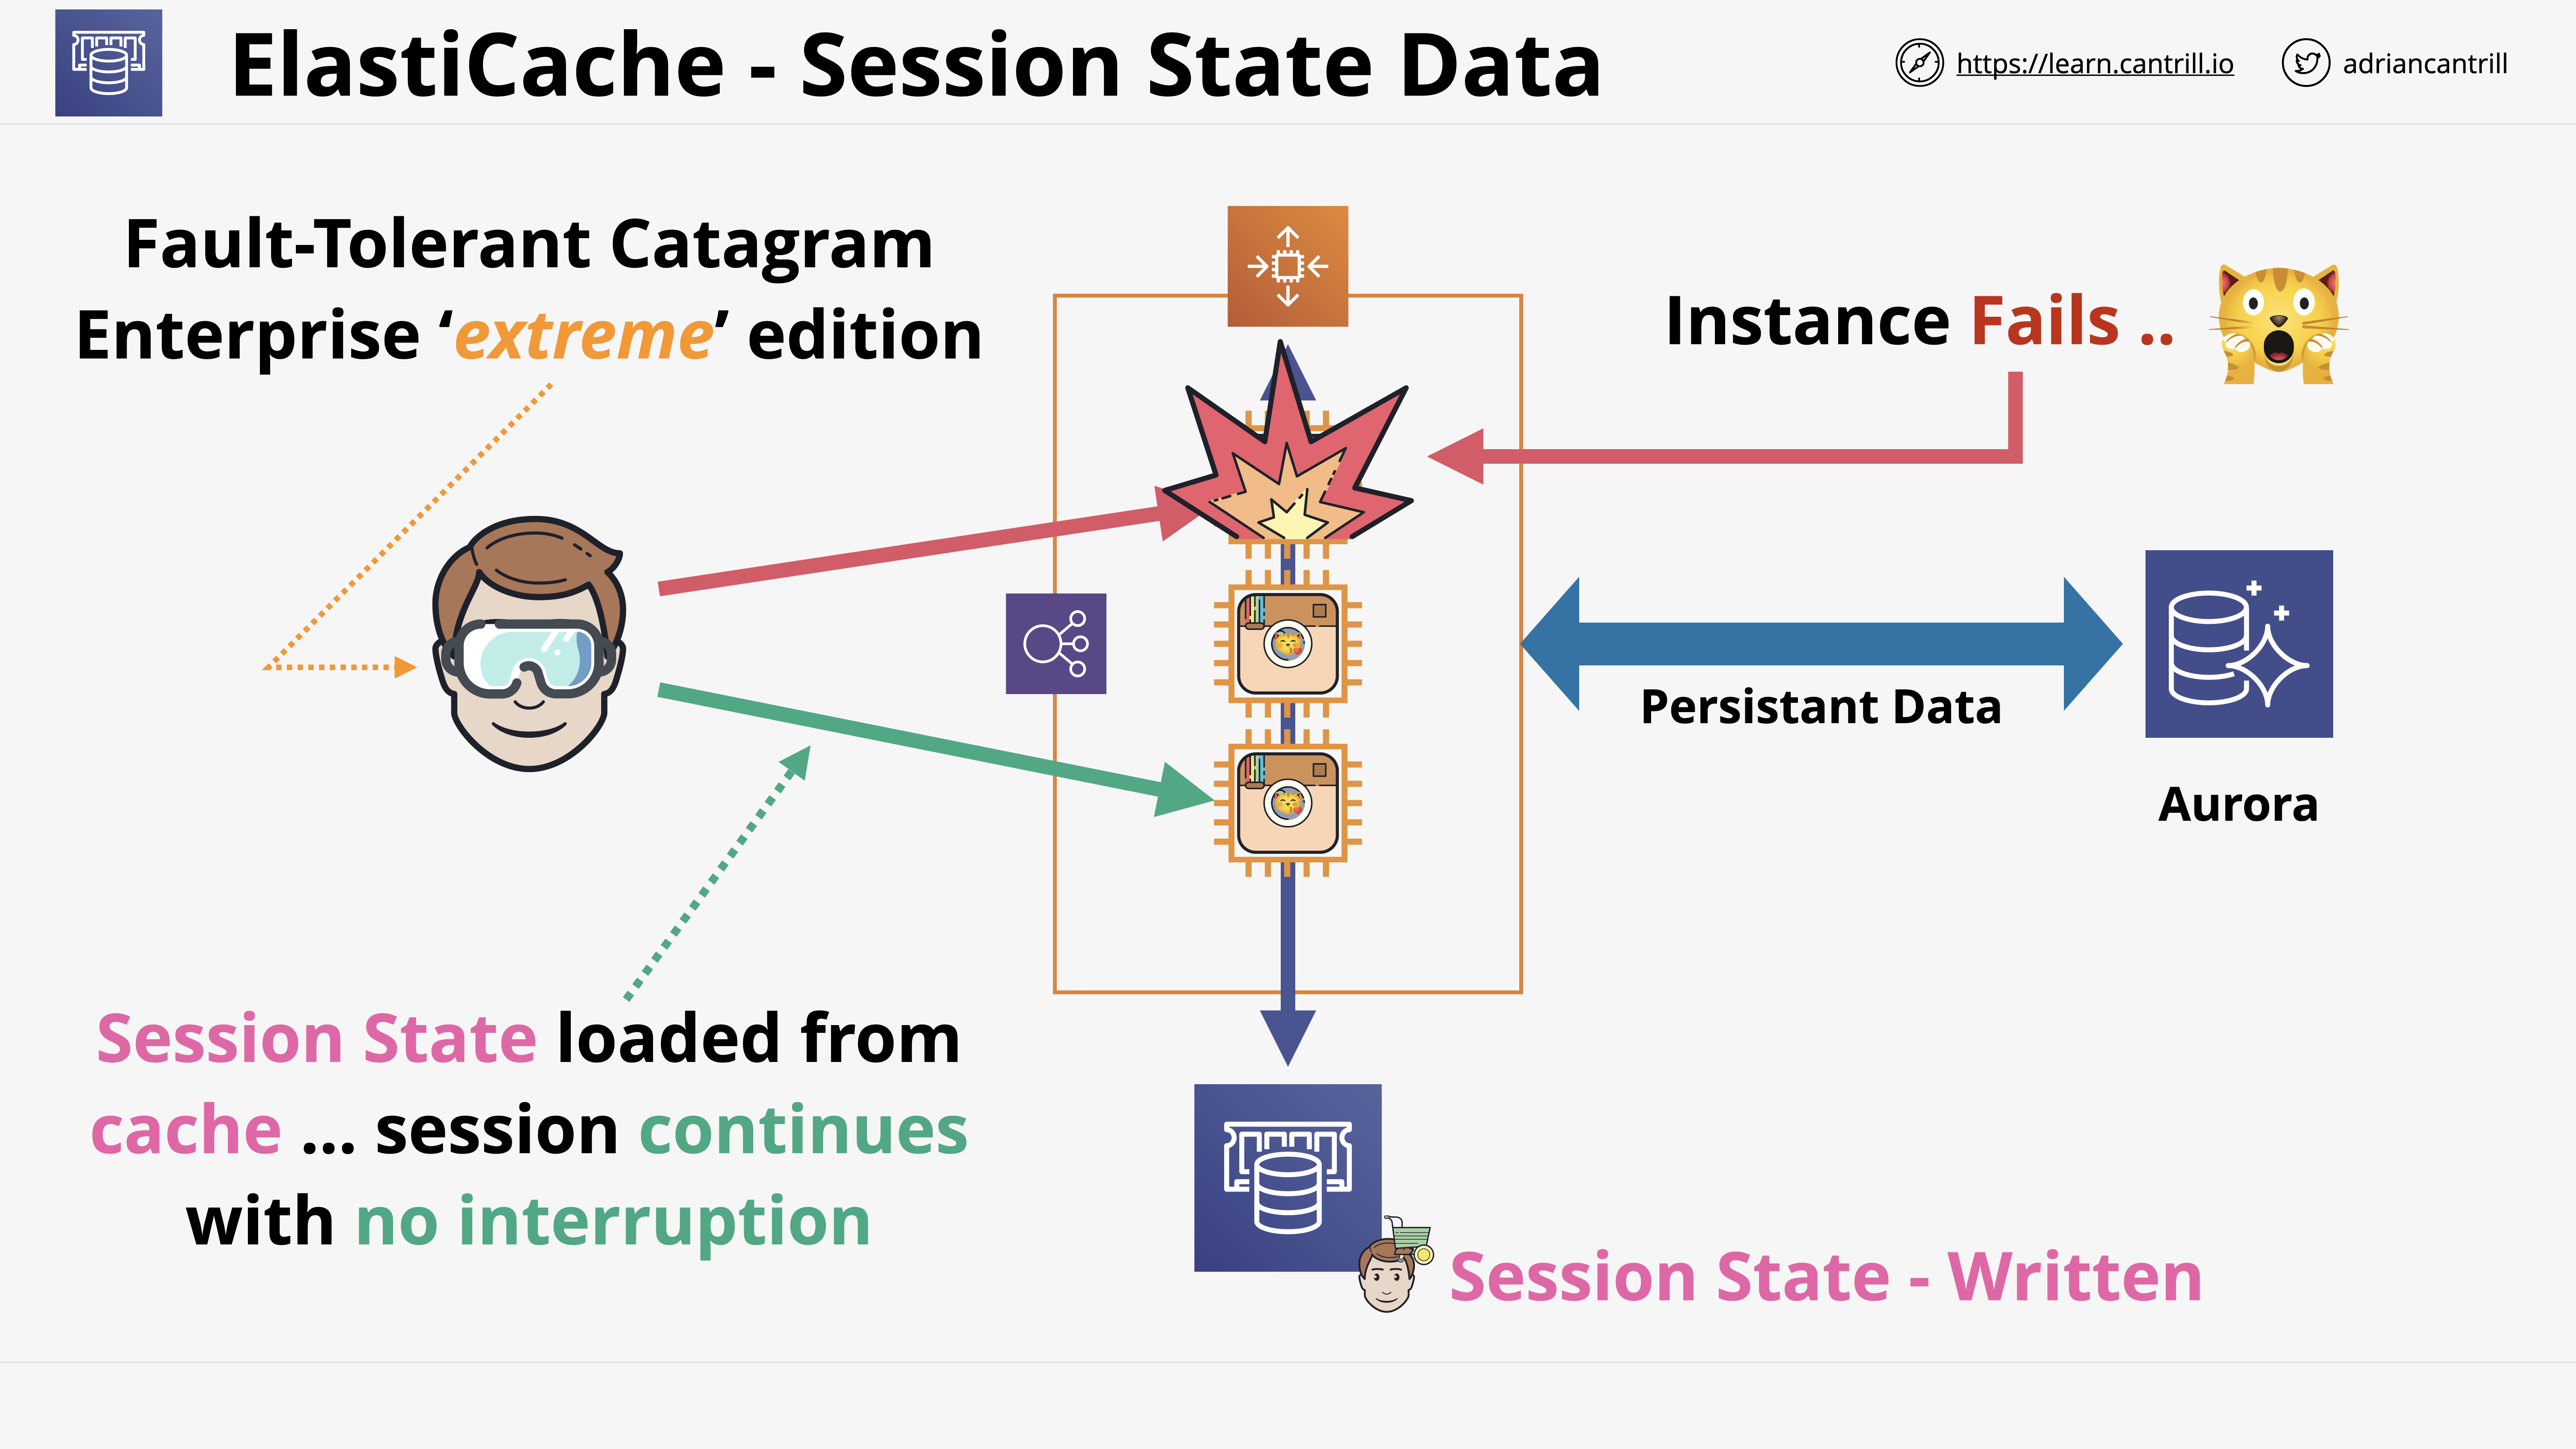 ElastiCache - Session State Data
https://learn.cantrill.io
adriancantrill
Fault-Tolerant Catagram
Enterprise ‘extreme’ edition
Instance Fails ..
Persistant Data
Aurora
Session State loaded from
cache ... session continues
with no interruption
Session State - Written